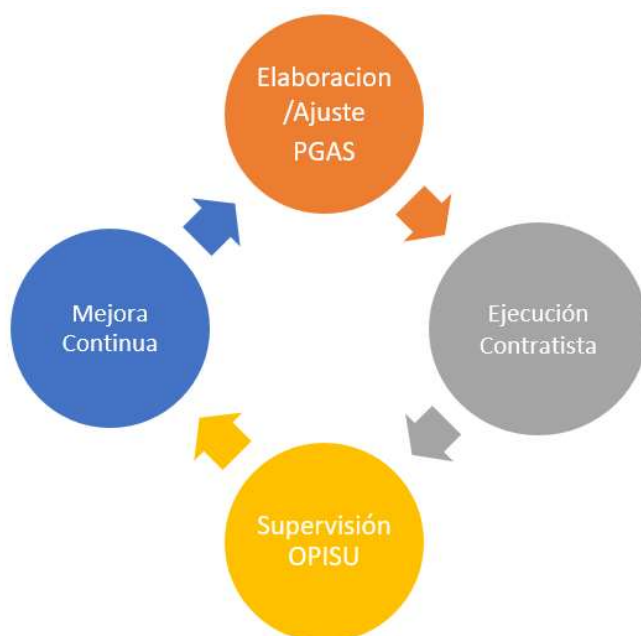 Elaboracion
/Ajuste
PGAS
Ejecución
Contratista
Supervisión
OPISU
Mejora
Continua